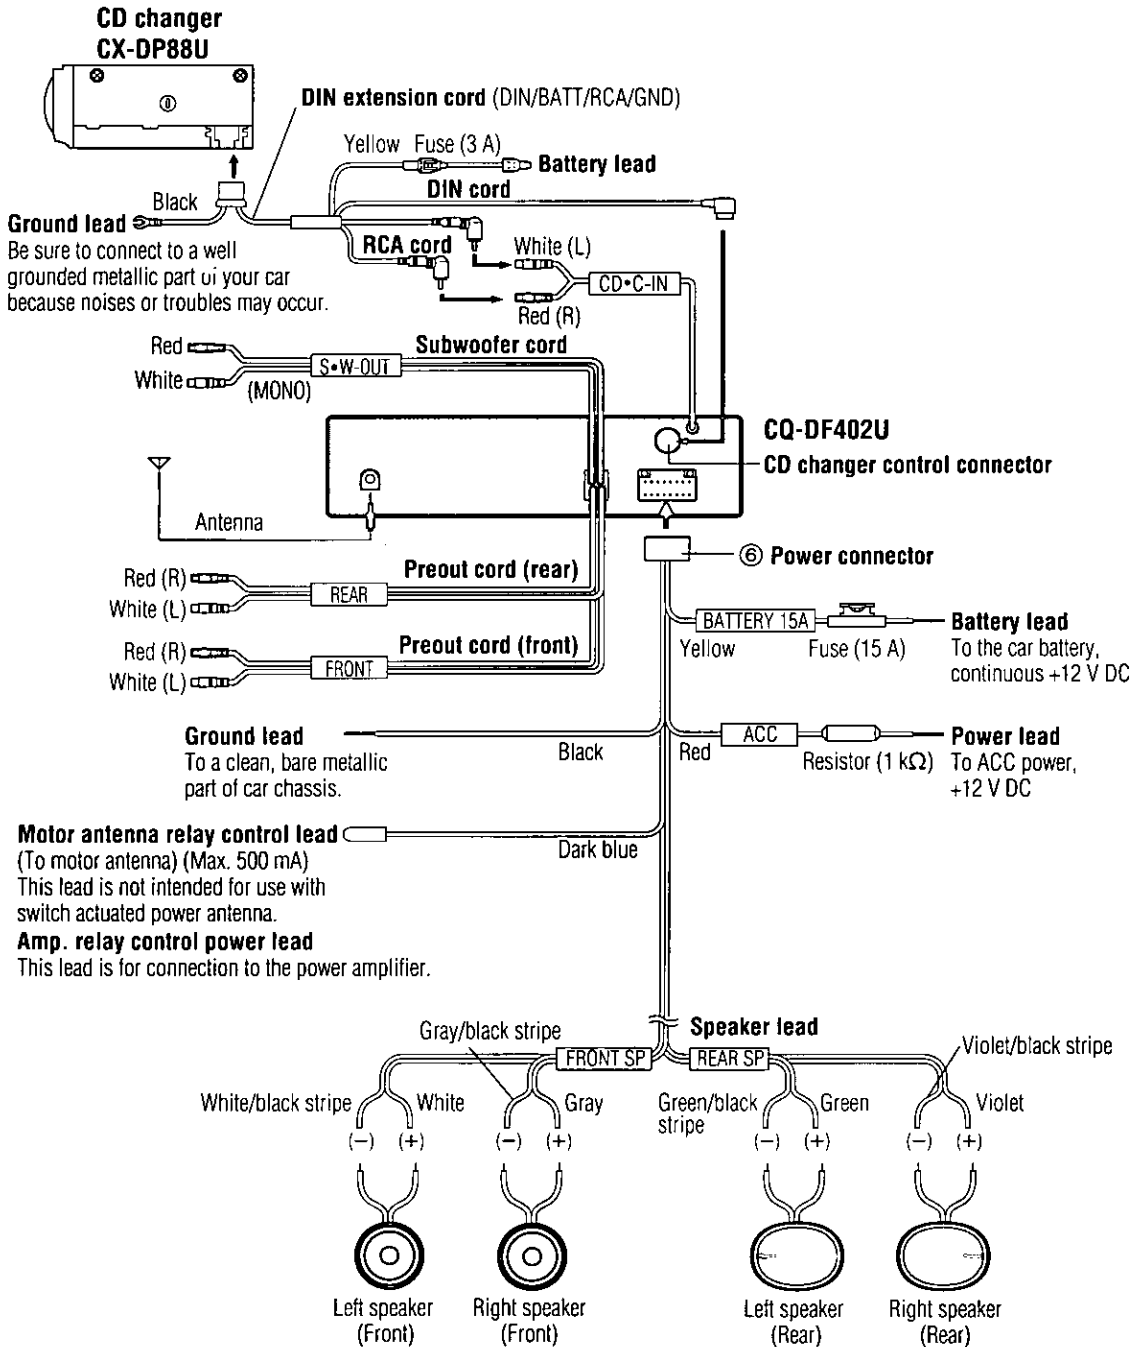 CD changer
CX-DP88U
DIN extension cord (DIN/BATT/RCA/GND)
Yellow Fuse (3 A)
Battery lead
DIN cord
Black
Ground lead
Be sure to connect to a well
grounded metallic part of your car
because noises or troubles may occur.
RCA cord
White (L)
CD•C-IN
Red (R)
Subwoofer cord
Red
S•W-OUT
White
(MONO)
CQ-DF402U
CD changer control connector
Antenna
⑥ Power connector
Preout cord (rear)
Red (R)
REAR
White (L)
Preout cord (front)
Red (R)
FRONT
White (L)
BATTERY 15A
Yellow
Fuse (15 A)
Battery lead
To the car battery,
continuous +12 V DC
Ground lead
To a clean, bare metallic
part of car chassis.
Black
Red
ACC
Resistor (1 kΩ)
Power lead
To ACC power,
+12 V DC
Motor antenna relay control lead
(To motor antenna) (Max. 500 mA)
This lead is not intended for use with
switch actuated power antenna.
Dark blue
Amp. relay control power lead
This lead is for connection to the power amplifier.
Speaker lead
Gray/black stripe
FRONT SP
REAR SP
Violet/black stripe
White/black stripe
White
Gray
Green/black
stripe
Green
Violet
(−) (+)
(−) (+)
(−) (+)
(−) (+)
Left speaker
(Front)
Right speaker
(Front)
Left speaker
(Rear)
Right speaker
(Rear)